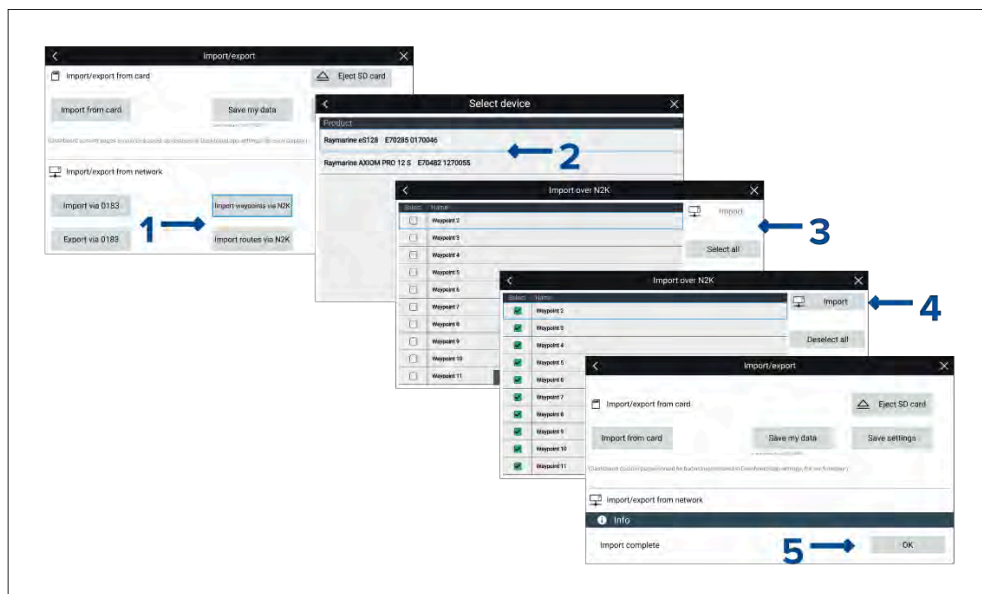 Import/export
Import/export from card
Eject SD card
Import from card
Save my data
Import/export from network
Import via 0183
Import waypoints via N2K
Export via 0183
Import routes via N2K
1
Select device
Product
Raymarine eS128 E70285 0170046
Raymarine AXIOM PRO 12 S E70482 1270055
2
Import over N2K
Select Name
Import
Waypoint 2
Waypoint 3
Select all
Waypoint 4
Waypoint 5
Waypoint 6
Waypoint 7
Waypoint 8
Waypoint 9
Waypoint 10
Waypoint 11
3
Import over N2K
Select Name
Import
Waypoint 2
Waypoint 3
Deselect all
Waypoint 4
Waypoint 5
Waypoint 6
Waypoint 7
Waypoint 8
Waypoint 9
Waypoint 10
Waypoint 11
4
Import/export
Import/export from card
Eject SD card
Import from card
Save my data
Save settings
Import/export from network
Info
Import complete
OK
5